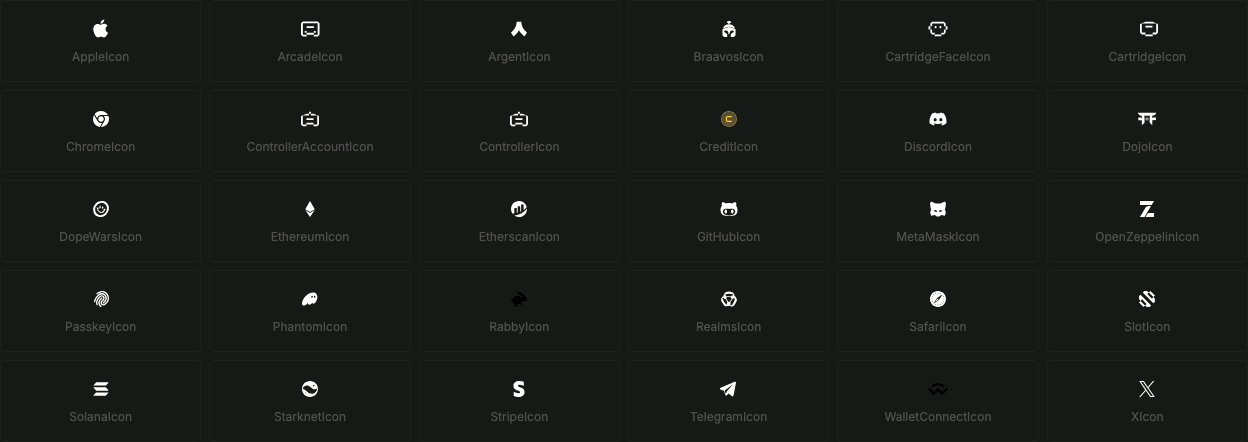 AppleIcon
ArcadeIcon
ArgentIcon
BraavosIcon
CartridgeFaceIcon
CartridgeIcon
ChromeIcon
ControllerAccountIcon
ControllerIcon
CreditIcon
DiscordIcon
DojoIcon
DopeWarsIcon
EthereumIcon
EtherscanIcon
GitHubIcon
MetaMaskIcon
OpenZeppelinIcon
PasskeyIcon
PhantomIcon
RabbyIcon
RealmsIcon
SafariIcon
SlotIcon
SolanaIcon
StarknetIcon
StripeIcon
TelegramIcon
WalletConnectIcon
XIcon